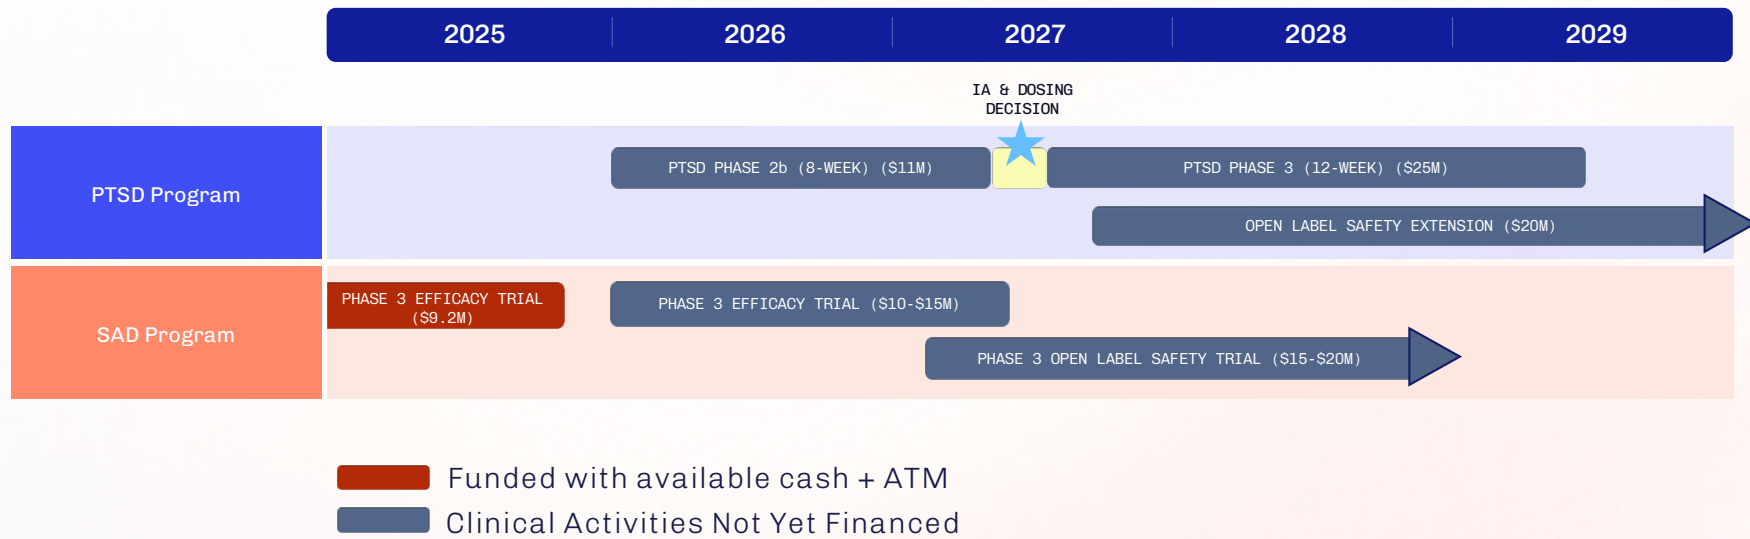 2025 2026 2027 2028 2029
IA & DOSING
DECISION
PTSD Program
PTSD PHASE 2b (8-WEEK) ($11M)
PTSD PHASE 3 (12-WEEK) ($25M)
OPEN LABEL SAFETY EXTENSION ($20M)
SAD Program
PHASE 3 EFFICACY TRIAL
($9.2M)
PHASE 3 EFFICACY TRIAL ($10-$15M)
PHASE 3 OPEN LABEL SAFETY TRIAL ($15-$20M)
Funded with available cash + ATM
Clinical Activities Not Yet Financed